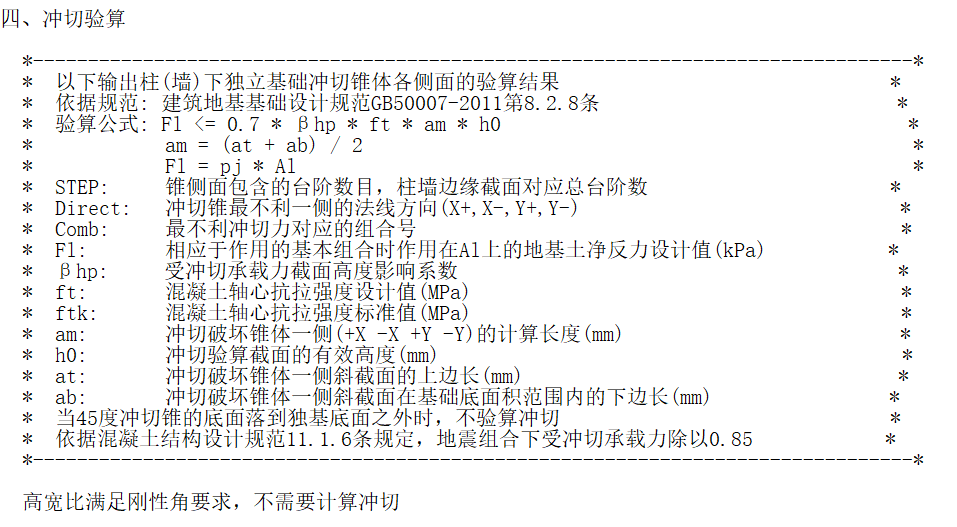 四、冲切验算
*---------------------------------------------------------------------------------*
* 以下输出柱(墙)下独立基础冲切锥体各侧面的验算结果 *
* 依据规范: 建筑地基基础设计规范GB50007-2011第8.2.8条 *
* 验算公式: Fl <= 0.7 * βhp * ft * am * h0 *
* am = (at + ab) / 2 *
* Fl = pj * Al *
* STEP: 锥侧面包含的台阶数目，柱墙边缘截面对应总台阶数 *
* Direct: 冲切锥最不利一侧的法线方向(X+,X-,Y+,Y-) *
* Comb: 最不利冲切力对应的组合号 *
* Fl: 相应于作用的基本组合时作用在Al上的地基土净反力设计值(kPa) *
* βhp: 受冲切承载力截面高度影响系数 *
* ft: 混凝土轴心抗拉强度设计值(MPa) *
* ftk: 混凝土轴心抗拉强度标准值(MPa) *
* am: 冲切破坏锥体一侧(+X -X +Y -Y)的计算长度(mm) *
* h0: 冲切验算截面的有效高度(mm) *
* at: 冲切破坏锥体一侧斜截面的上边长(mm) *
* ab: 冲切破坏锥体一侧斜截面在基础底面积范围内的下边长(mm) *
* 当45度冲切锥的底面落到独基底面之外时，不验算冲切 *
* 依据混凝土结构设计规范11.1.6条规定，地震组合下受冲切承载力除以0.85 *
*---------------------------------------------------------------------------------*
高宽比满足刚性角要求，不需要计算冲切